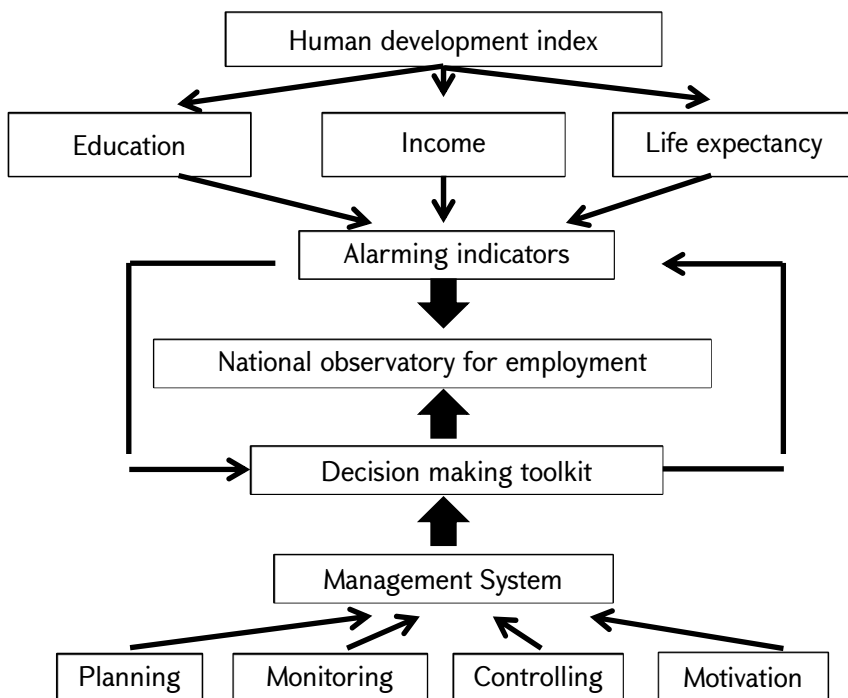 Human development index
Education
Income
Life expectancy
Alarming indicators
National observatory for employment
Decision making toolkit
Management System
Planning
Monitoring
Controlling
Motivation